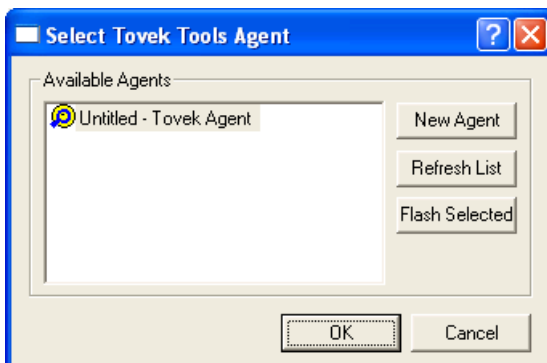 Select Tovek Tools Agent
Available Agents
Untitled - Tovek Agent
New Agent
Refresh List
Flash Selected
OK
Cancel